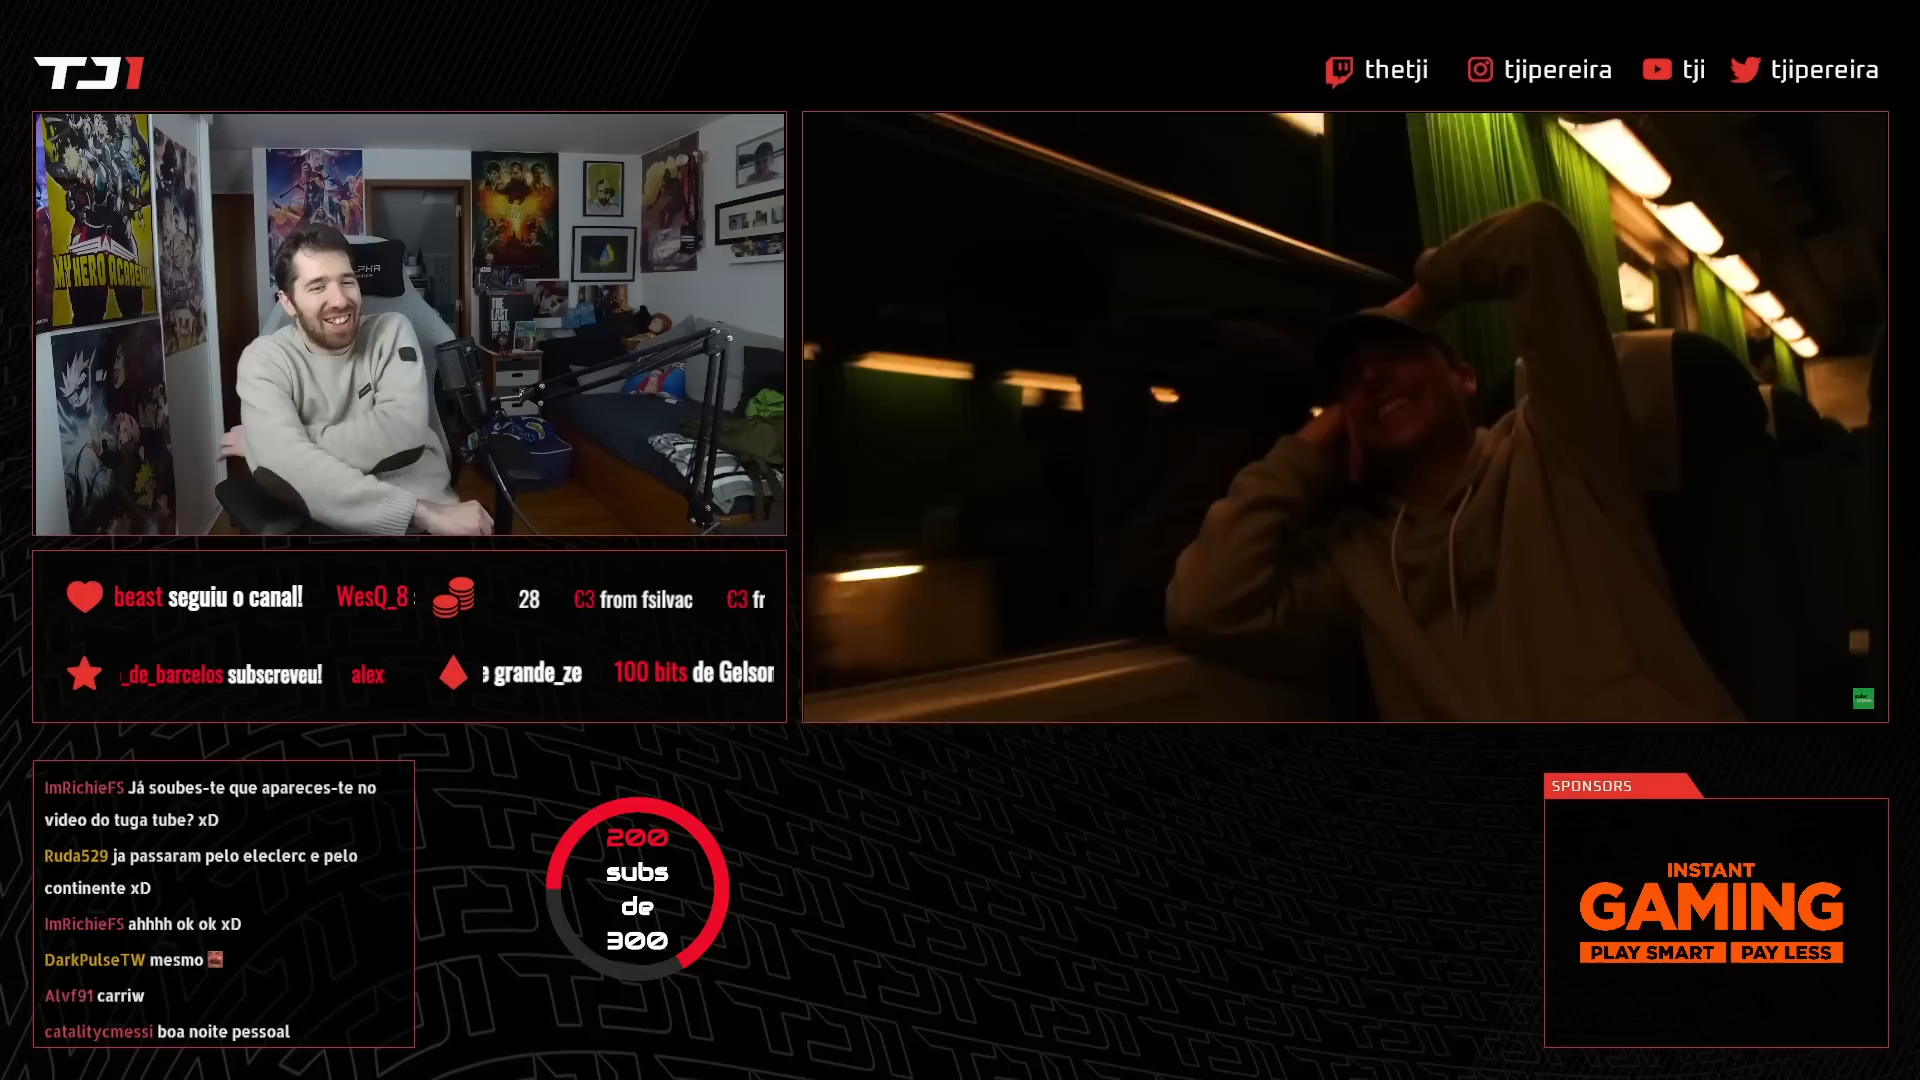 TJ1
thetji
tjipereira
tji
tjipereira
MY HERO ACADEM
THE
LAST
OF US
beast seguiu o canal! WesQ_8
28 €3 from fsilvac €3 fr
_de_barcelos subscreveu! alex
e grande_ze 100 bits de Gelson
ImRichieFS Já soubes-te que apareces-te no
video do tuga tube? xD
Ruda529 ja passaram pelo eleclerc e pelo
continente xD
ImRichieFS ahhhh ok ok xD
DarkPulseTW mesmo
Alvf91 carriw
catalitycmessi boa noite pessoal
200
subs
de
300
SPONSORS
INSTANT
GAMING
PLAY SMART PAY LESS